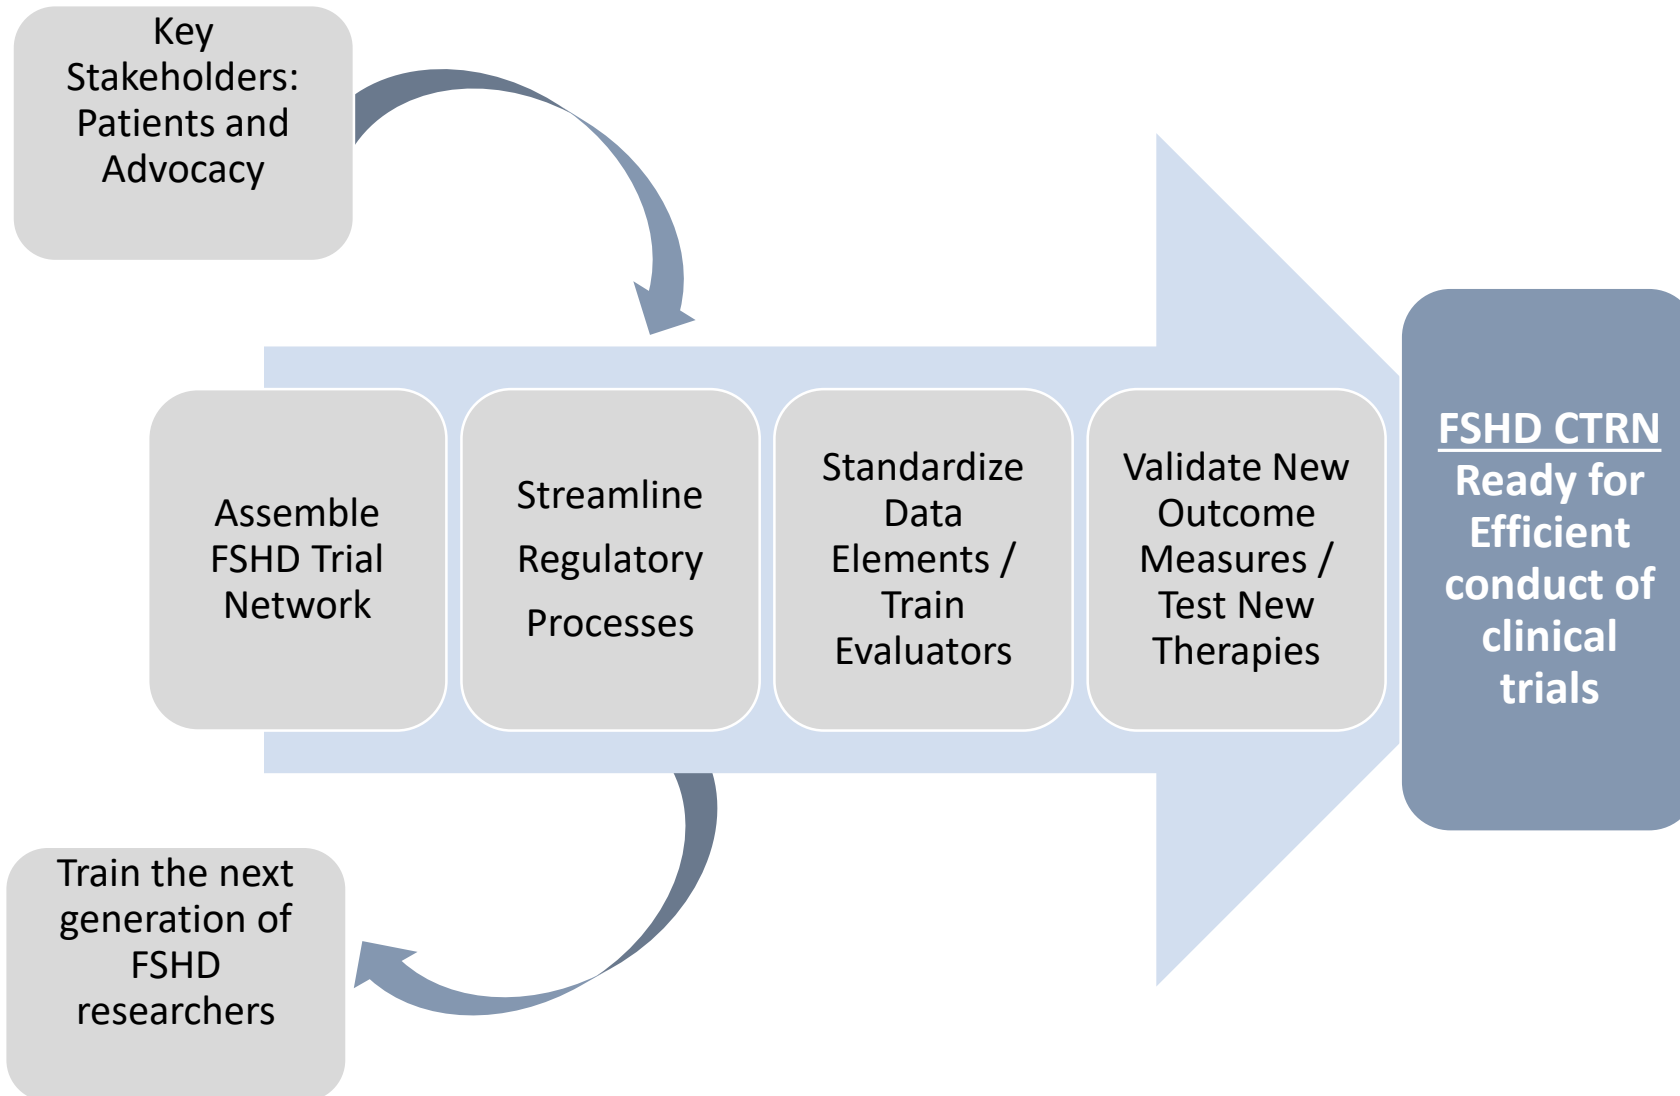 Key
Stakeholders:
Patients and
Advocacy
Assemble
FSHD Trial
Network
Streamline
Regulatory
Processes
Standardize
Data
Elements /
Train
Evaluators
Validate New
Outcome
Measures /
Test New
Therapies
FSHD CTRN
Ready for
Efficient
conduct of
clinical
trials
Train the next
generation of
FSHD
researchers